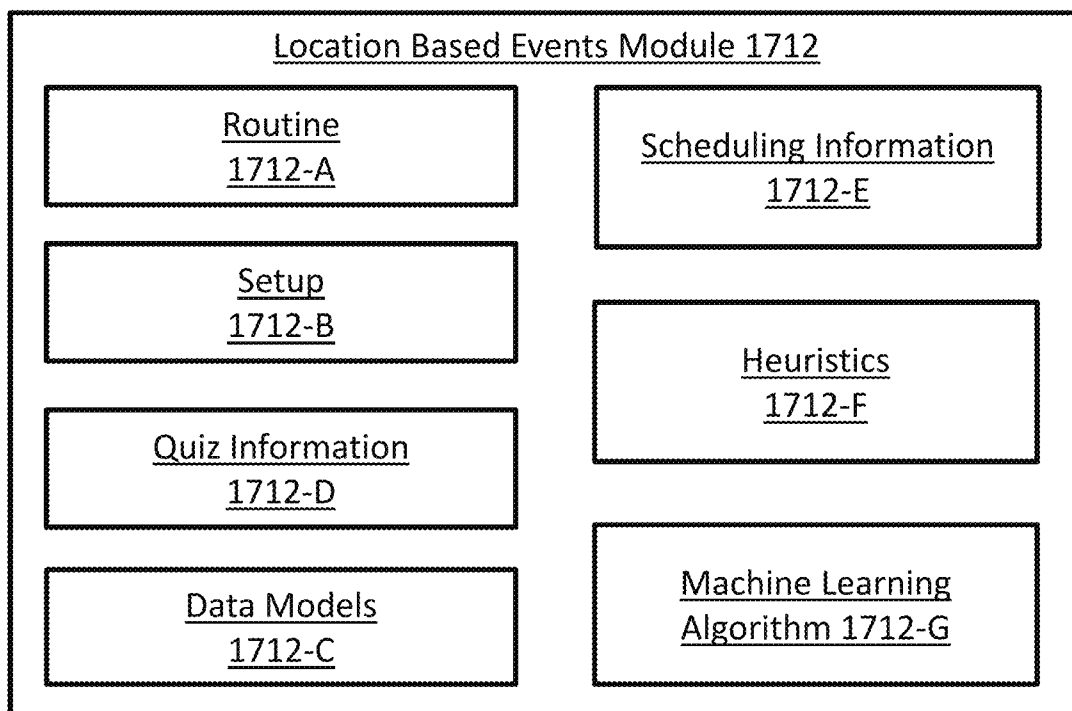 Location Based Events Module 1712
Routine
1712-A
Setup
1712-B
Quiz Information
1712-D
Data Models
1712-C
Scheduling Information
1712-E
Heuristics
1712-F
Machine Learning
Algorithm 1712-G